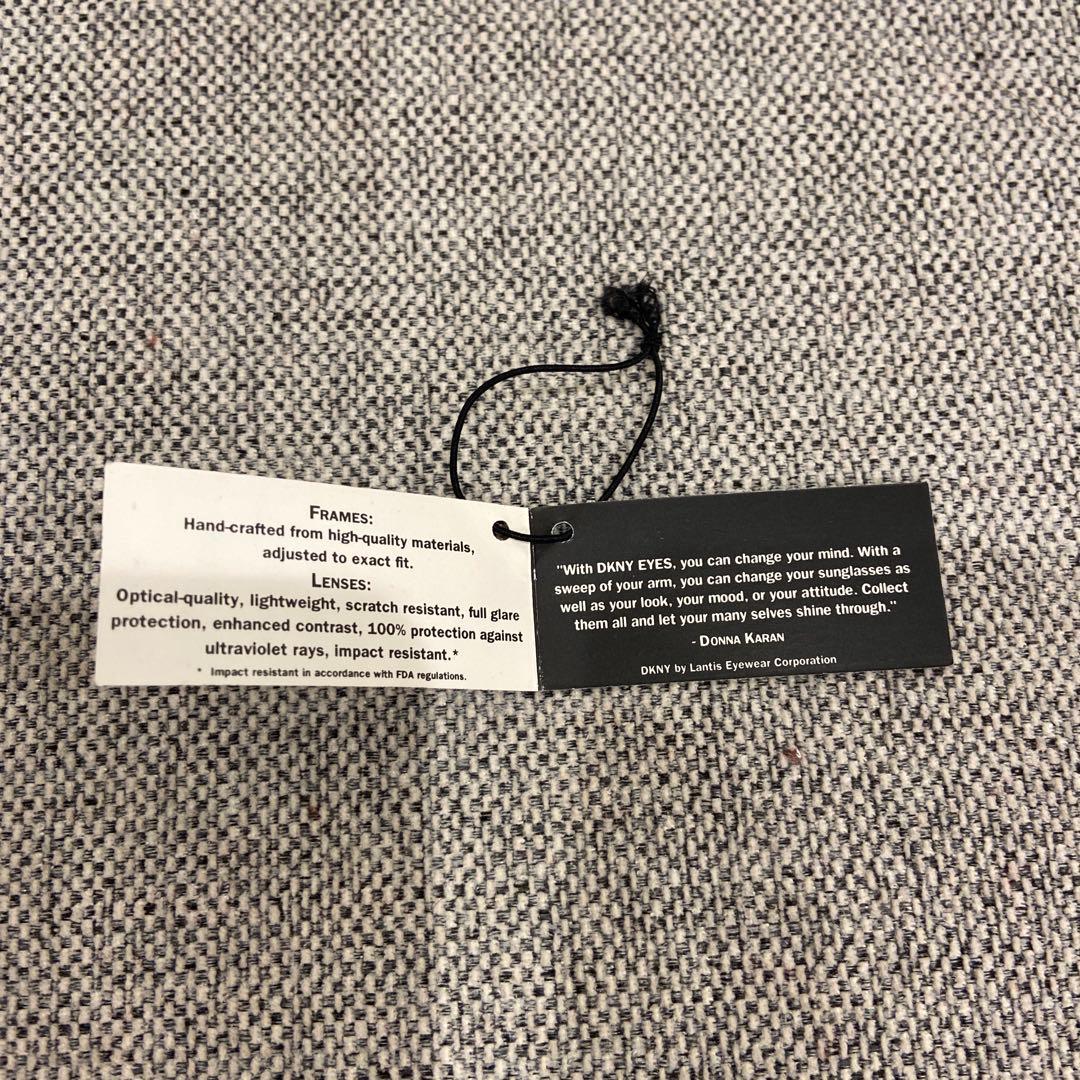 FRAMES:
Hand-crafted from high-quality materials,
adjusted to exact fit.
LENSES:
Optical-quality, lightweight, scratch resistant, full glare
protection, enhanced contrast, 100% protection against
ultraviolet rays, impact resistant.*
* Impact resistant in accordance with FDA regulations.
"With DKNY EYES, you can change your mind. With a
sweep of your arm, you can change your sunglasses as
well as your look, your mood, or your attitude. Collect
them all and let your many selves shine through."
- DONNA KARAN
DKNY by Lantis Eyewear Corporation